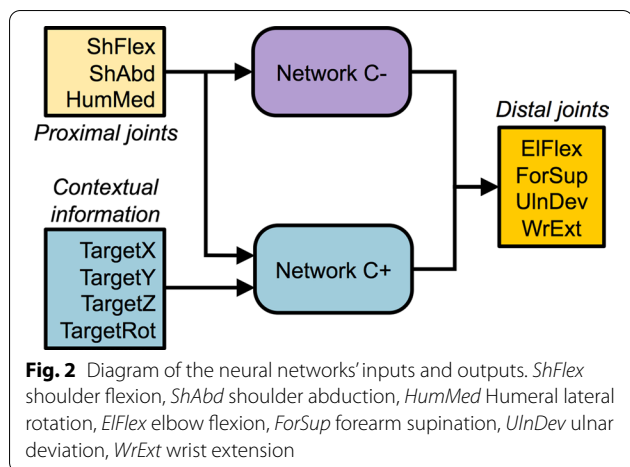 ShFlex
ShAbd
HumMed
Proximal joints
Network C-
Distal joints
ElFlex
ForSup
UlnDev
WrExt
Contextual
information
TargetX
TargetY
TargetZ
TargetRot
Network C+
Fig. 2 Diagram of the neural networks' inputs and outputs. ShFlex
shoulder flexion, ShAbd shoulder abduction, HumMed Humeral lateral
rotation, ElFlex elbow flexion, ForSup forearm supination, UlnDev ulnar
deviation, WrExt wrist extension